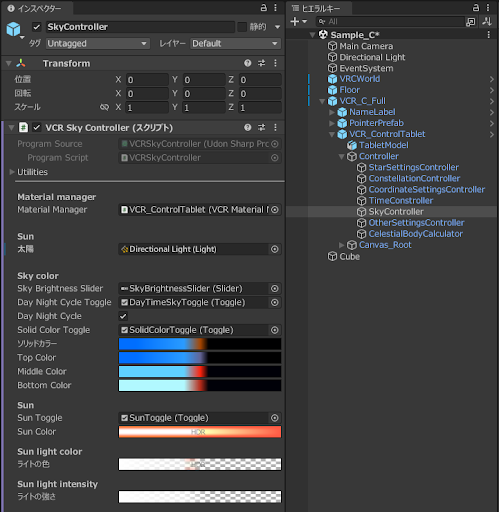 インスペクター
SkyController
静的
タグ Untagged レイヤー Default
Transform
位置 X 0 Y 0 Z 0
回転 X 0 Y 0 Z 0
スケール X 1 Y 1 Z 1
VCR Sky Controller (スクリプト)
Program Source VCRSkyController (Udon Sharp Pro
Program Script VCRSkyController
Utilities
Material manager
Material Manager VCR_ControlTablet (VCR Material M
Sun
太陽 Directional Light (Light)
Sky color
Sky Brightness Slider SkyBrightnessSlider (Slider)
Day Night Cycle Toggle DayTimeSkyToggle (Toggle)
Day Night Cycle
Solid Color Toggle SolidColorToggle (Toggle)
ソリッドカラー
Top Color
Middle Color
Bottom Color
Sun
Sun Toggle SunToggle (Toggle)
Sun Color HDR
Sun light color
ライトの色
Sun light intensity
ライトの強さ
ヒエラルキー
All
Sample_C*
Main Camera
Directional Light
EventSystem
VRCWorld
Floor
VCR_C_Full
NameLabel
PointerPrefab
VCR_ControlTablet
TabletModel
Controller
StarSettingsController
ConstellationController
CoordinateSettingsController
TimeConstroller
SkyController
OtherSettingsController
CelestialBodyCalculator
Canvas_Root
Cube